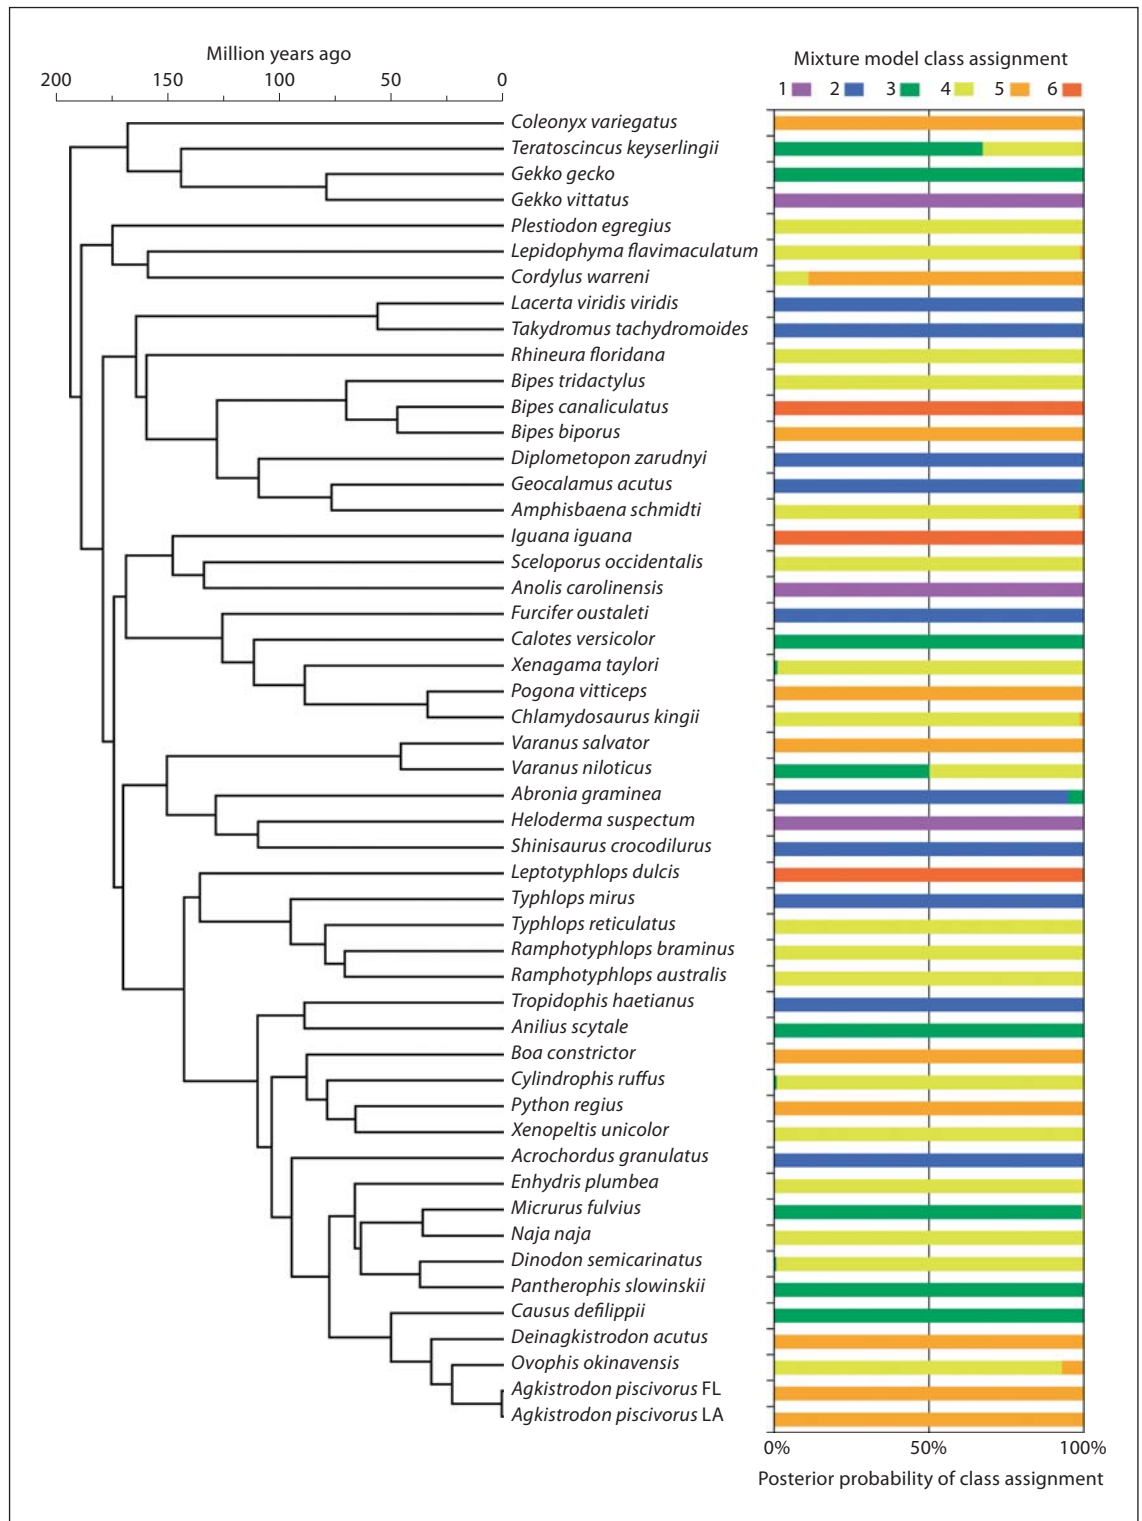 Million years ago
200 150 100 50 0
Mixture model class assignment
1 2 3 4 5 6
Coleonyx variegatus
Teratoscincus keyserlingii
Gekko gecko
Gekko vittatus
Plestiodon egregius
Lepidophyma flavimaculatum
Cordylus warreni
Lacerta viridis viridis
Takydromus tachydromoides
Rhineura floridana
Bipes tridactylus
Bipes canaliculatus
Bipes biporus
Diplometopon zarudnyi
Geocalamus acutus
Amphisbaena schmidti
Iguana iguana
Sceloporus occidentalis
Anolis carolinensis
Furcifer oustaleti
Calotes versicolor
Xenagama taylori
Pogona vitticeps
Chlamydosaurus kingii
Varanus salvator
Varanus niloticus
Abronia graminea
Heloderma suspectum
Shinisaurus crocodilurus
Leptotyphlops dulcis
Typhlops mirus
Typhlops reticulatus
Ramphotyphlops braminus
Ramphotyphlops australis
Tropidophis haetianus
Anilius scytale
Boa constrictor
Cylindrophis ruffus
Python regius
Xenopeltis unicolor
Acrochordus granulatus
Enhydris plumbea
Micrurus fulvius
Naja naja
Dinodon semicarinatus
Pantherophis slowinskii
Causus defilippii
Deinagkistrodon acutus
Ovophis okinavensis
Agkistrodon piscivorus FL
Agkistrodon piscivorus LA
0% 50% 100%
Posterior probability of class assignment